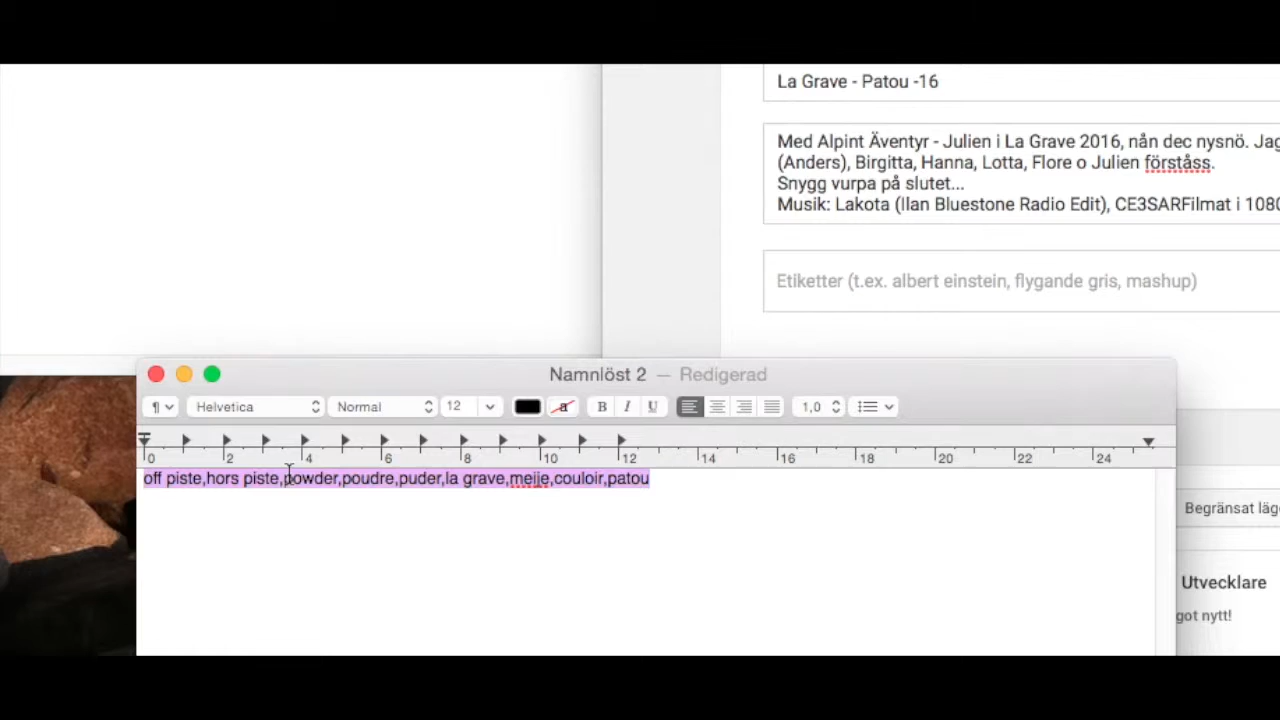 La Grave - Patou -16
Med Alpint Äventyr - Julien i La Grave 2016, nån dec nysnö. Jag
(Anders), Birgitta, Hanna, Lotta, Flore o Julien förståss.
Snygg vurpa på slutet...
Musik: Lakota (Ilan Bluestone Radio Edit), CE3SARFilmat i 1080
Etiketter (t.ex. albert einstein, flygande gris, mashup)
Namnlöst 2 — Redigerad
¶ Helvetica Normal 12 a B I U 1,0
0 2 4 6 8 10 12 14 16 18 20 22 24
off piste,hors piste,powder,poudre,puder,la grave,meije,couloir,patou
Begränsat läg
Utvecklare
got nytt!